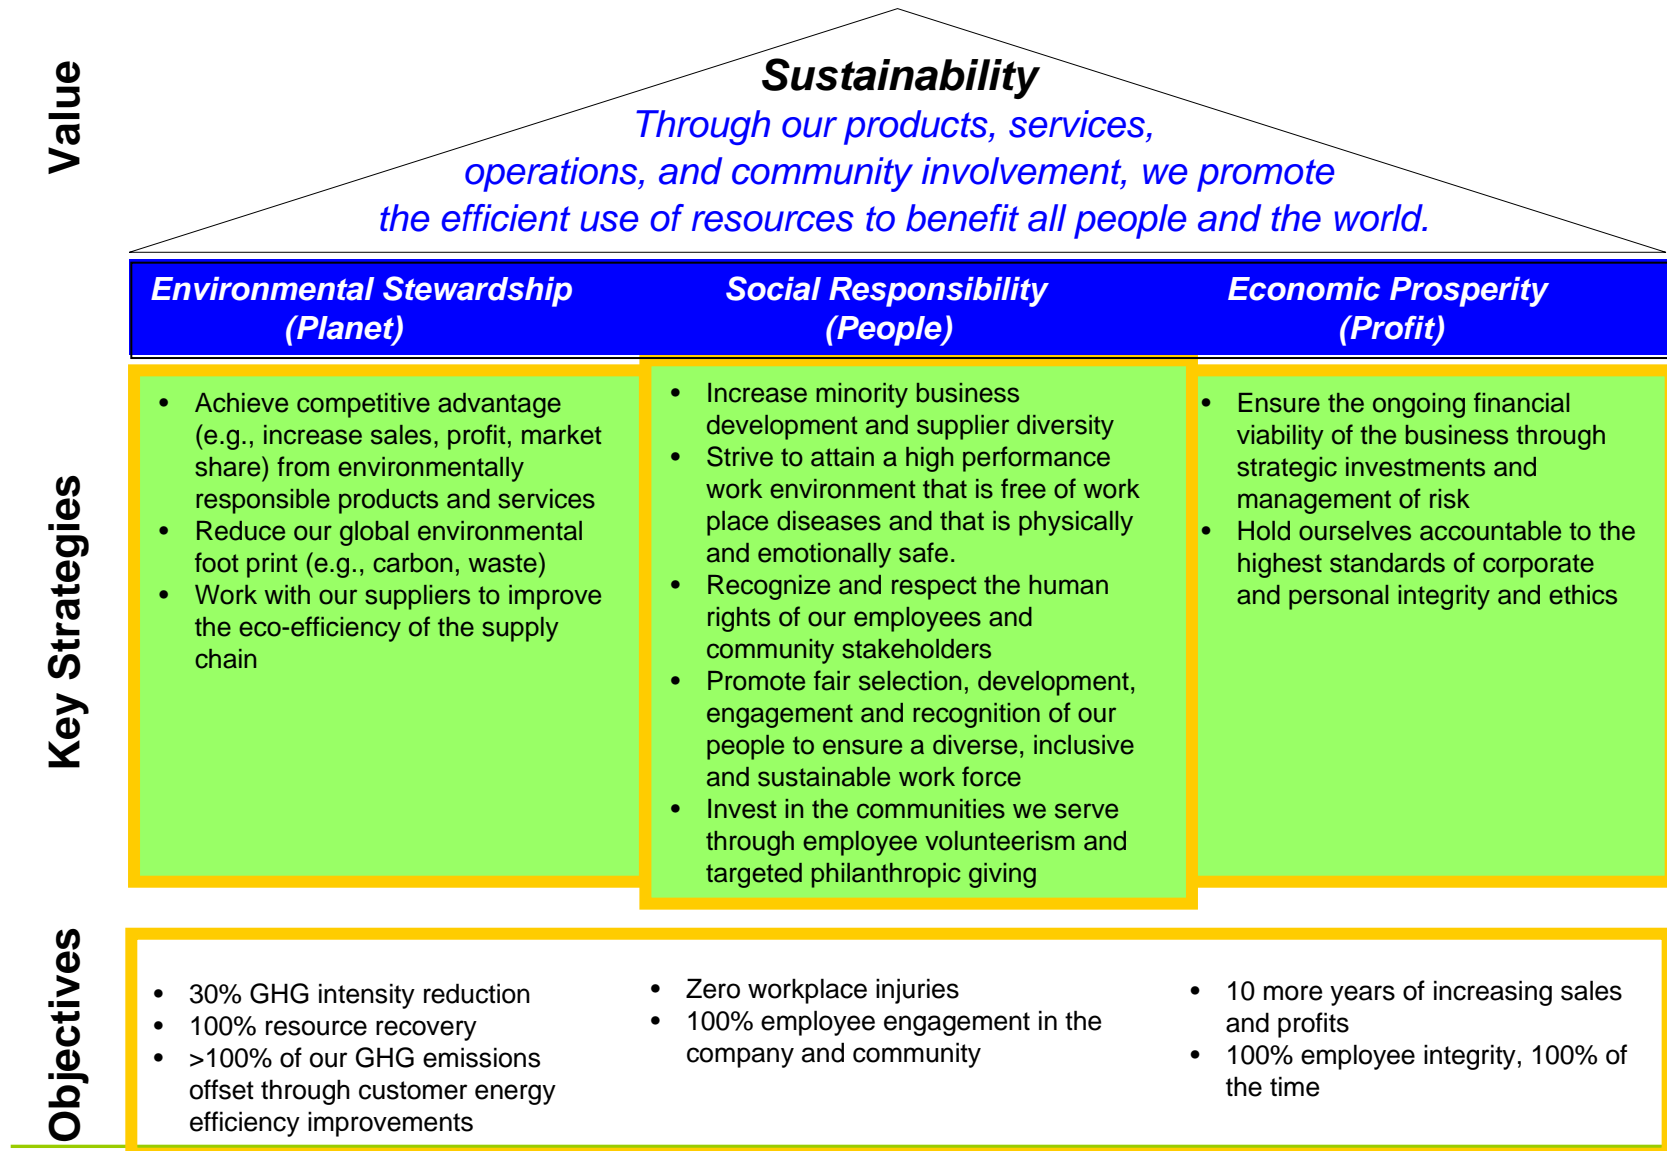 Value
Sustainability
Through our products, services,
operations, and community involvement, we promote
the efficient use of resources to benefit all people and the world.
Environmental Stewardship
(Planet)
Social Responsibility
(People)
Economic Prosperity
(Profit)
Key Strategies
• Achieve competitive advantage
(e.g., increase sales, profit, market
share) from environmentally
responsible products and services
• Reduce our global environmental
foot print (e.g., carbon, waste)
• Work with our suppliers to improve
the eco-efficiency of the supply
chain
• Increase minority business
development and supplier diversity
• Strive to attain a high performance
work environment that is free of work
place diseases and that is physically
and emotionally safe.
• Recognize and respect the human
rights of our employees and
community stakeholders
• Promote fair selection, development,
engagement and recognition of our
people to ensure a diverse, inclusive
and sustainable work force
• Invest in the communities we serve
through employee volunteerism and
targeted philanthropic giving
• Ensure the ongoing financial
viability of the business through
strategic investments and
management of risk
• Hold ourselves accountable to the
highest standards of corporate
and personal integrity and ethics
Objectives
• 30% GHG intensity reduction
• 100% resource recovery
• >100% of our GHG emissions
offset through customer energy
efficiency improvements
• Zero workplace injuries
• 100% employee engagement in the
company and community
• 10 more years of increasing sales
and profits
• 100% employee integrity, 100% of
the time